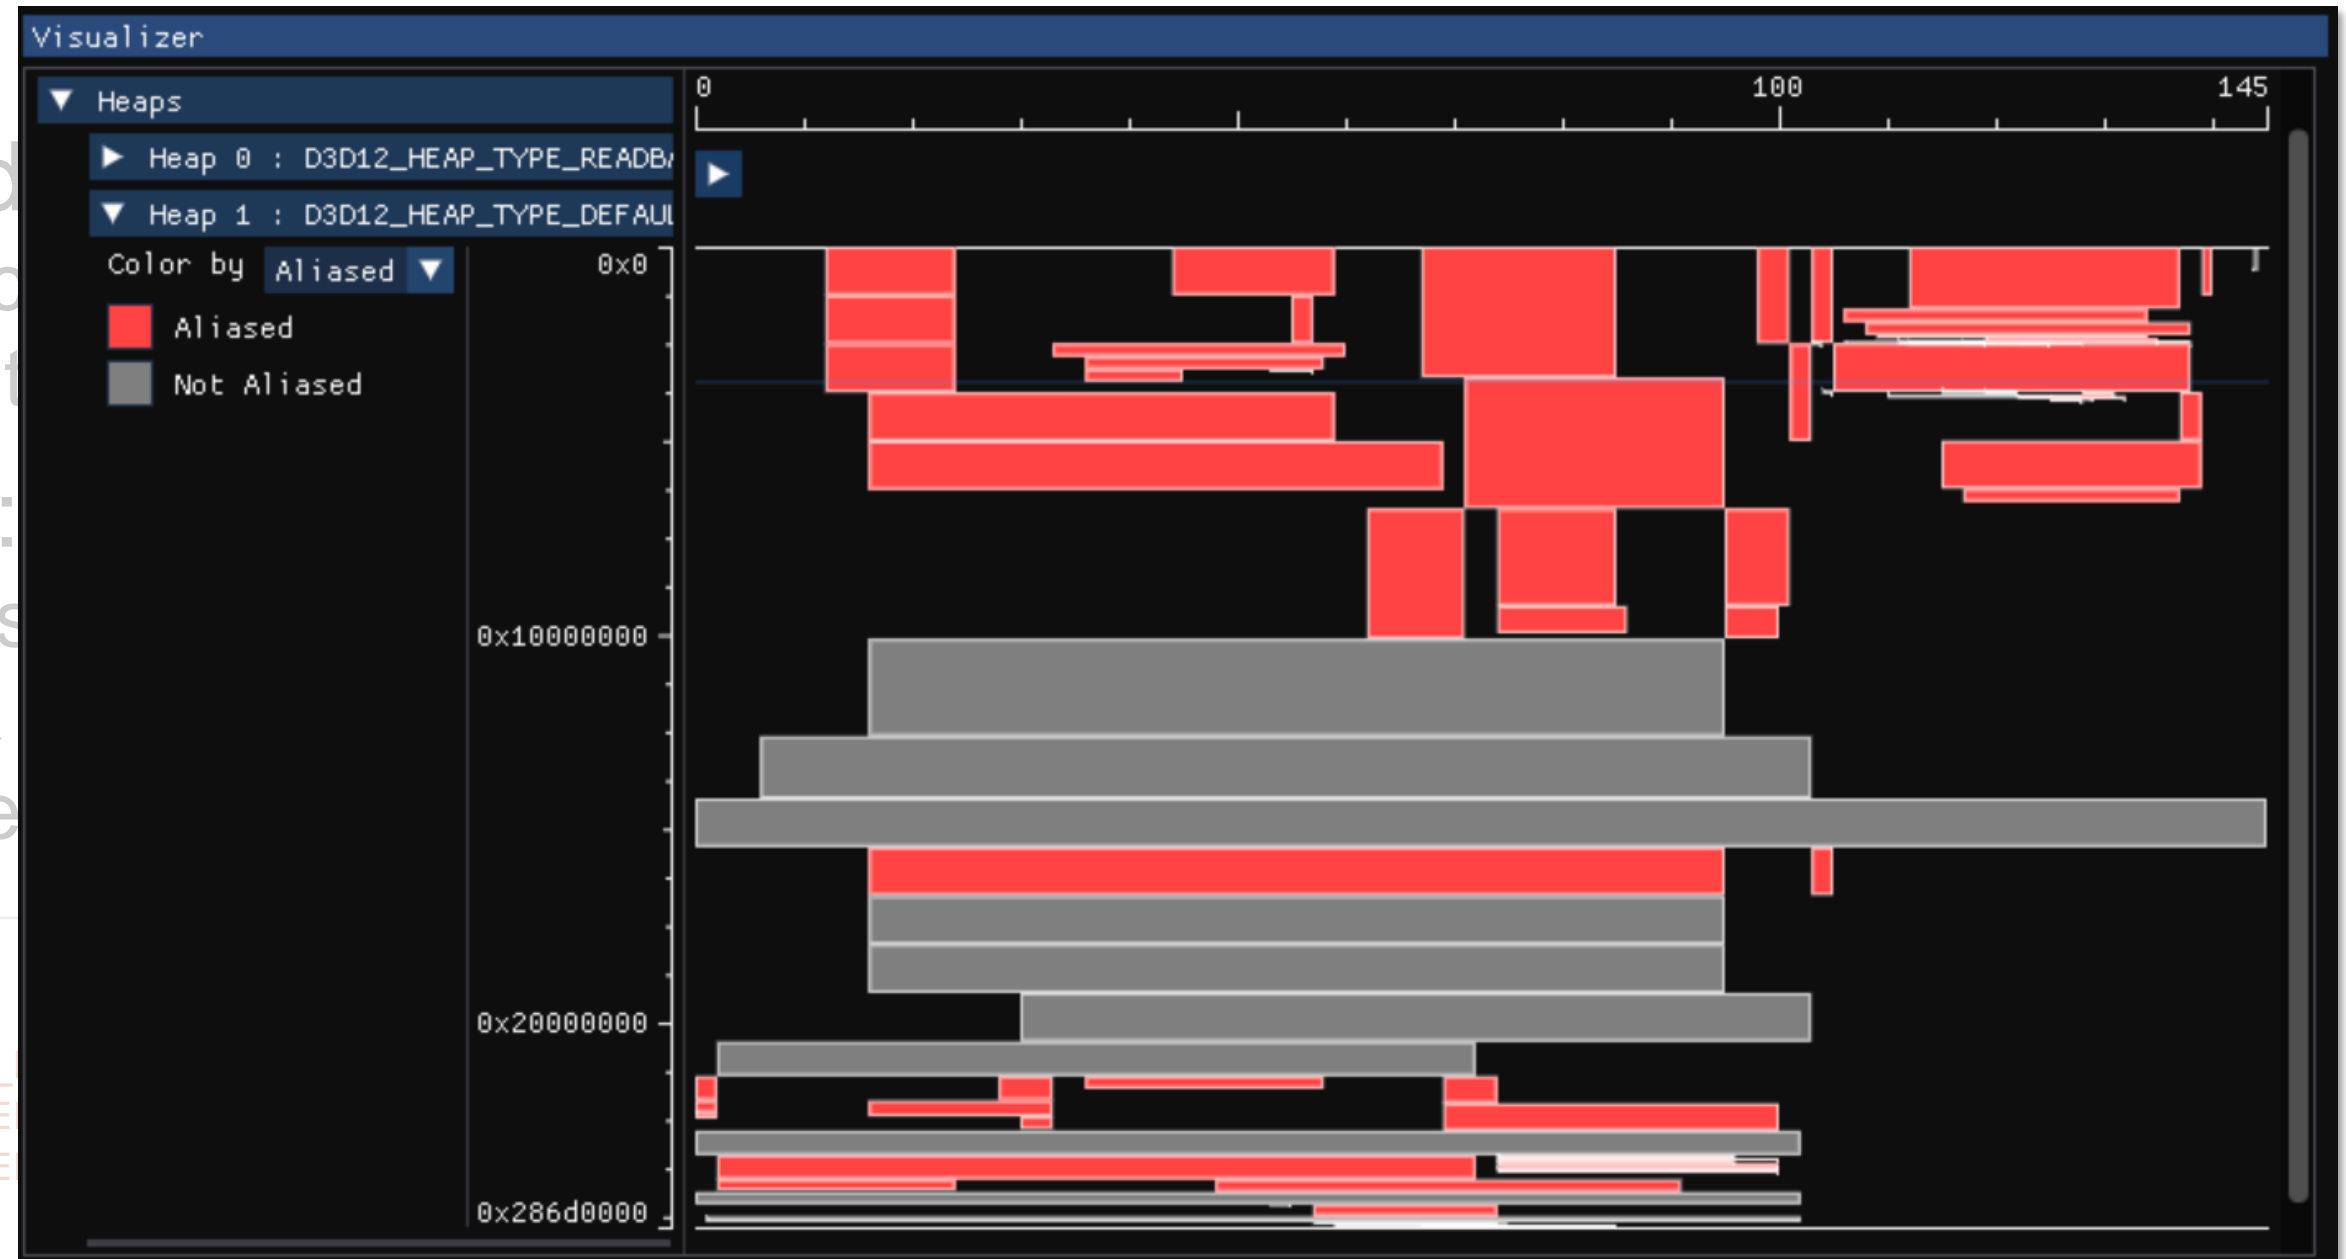 Visualizer
Heaps
0 100 145
Heap 0 : D3D12_HEAP_TYPE_READBA
Heap 1 : D3D12_HEAP_TYPE_DEFAUL
Color by Aliased
0x0
Aliased
Not Aliased
0x10000000
0x20000000
0x286d0000